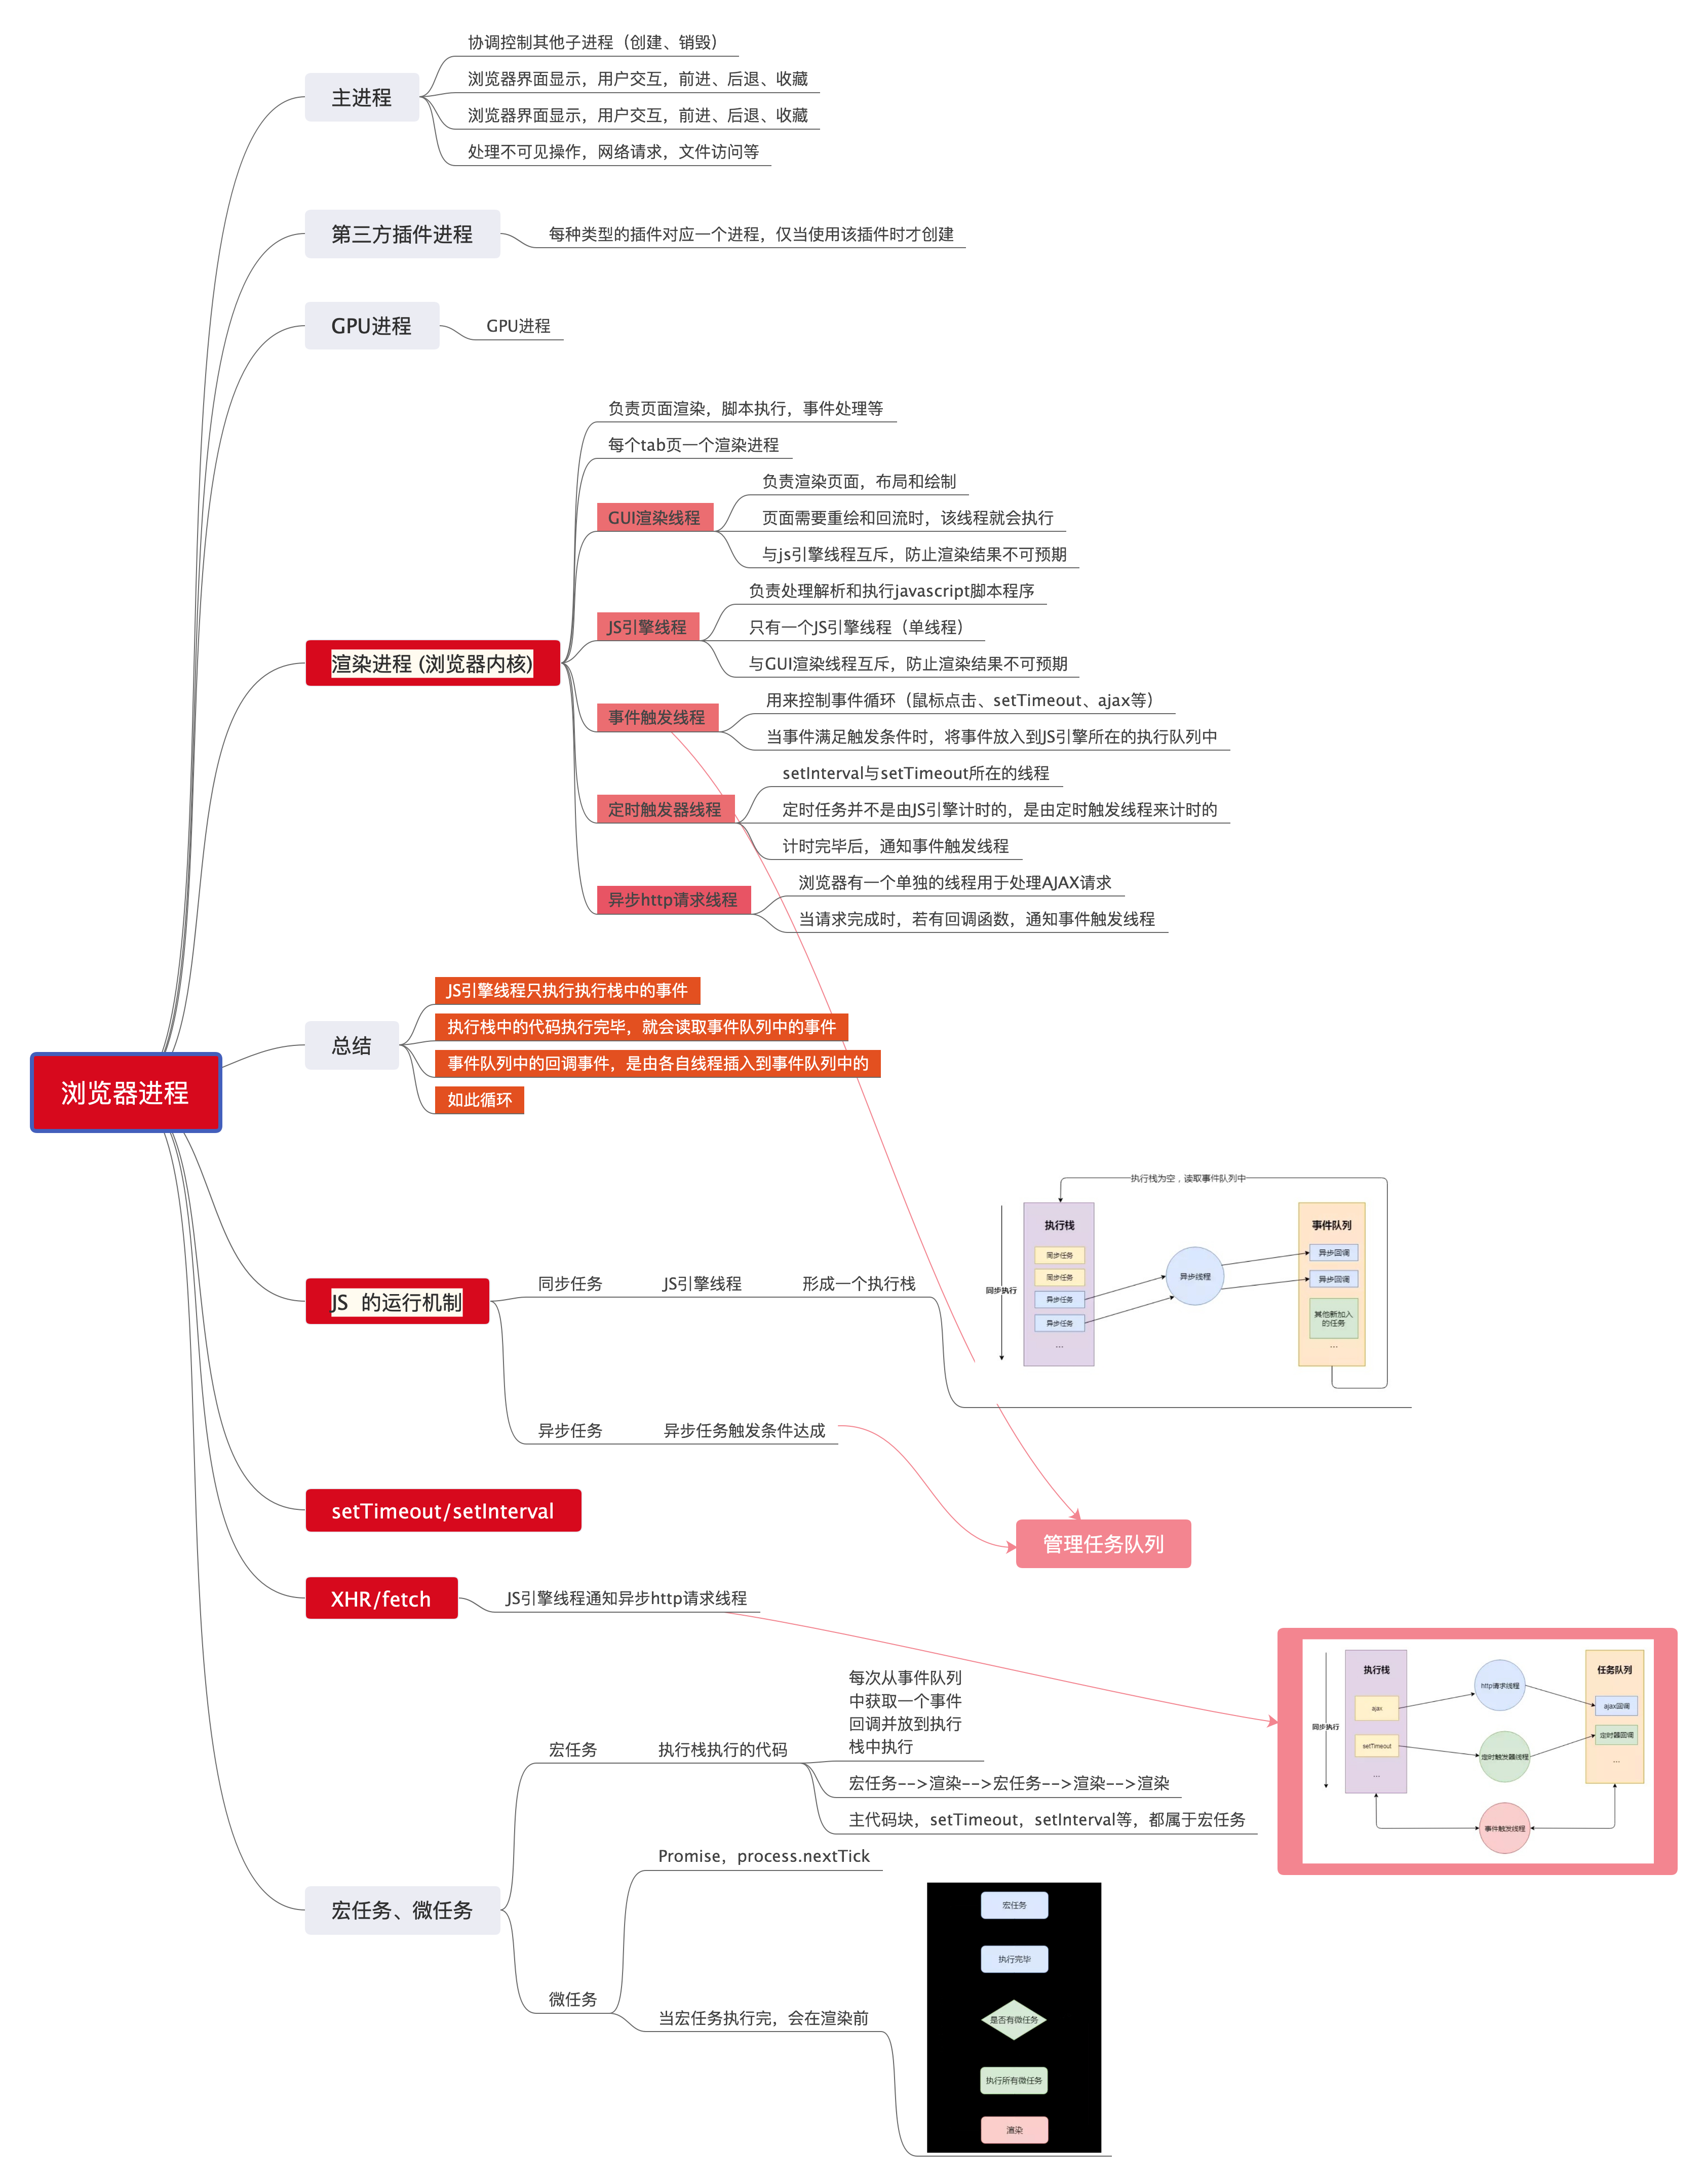 浏览器进程
主进程
协调控制其他子进程（创建、销毁）
浏览器界面显示，用户交互，前进、后退、收藏
浏览器界面显示，用户交互，前进、后退、收藏
处理不可见操作，网络请求，文件访问等
第三方插件进程
每种类型的插件对应一个进程，仅当使用该插件时才创建
GPU进程
GPU进程
渲染进程 (浏览器内核)
负责页面渲染，脚本执行，事件处理等
每个tab页一个渲染进程
GUI渲染线程
负责渲染页面，布局和绘制
页面需要重绘和回流时，该线程就会执行
与js引擎线程互斥，防止渲染结果不可预期
JS引擎线程
负责处理解析和执行javascript脚本程序
只有一个JS引擎线程（单线程）
与GUI渲染线程互斥，防止渲染结果不可预期
事件触发线程
用来控制事件循环（鼠标点击、setTimeout、ajax等）
当事件满足触发条件时，将事件放入到JS引擎所在的执行队列中
定时触发器线程
setInterval与setTimeout所在的线程
定时任务并不是由JS引擎计时的，是由定时触发线程来计时的
计时完毕后，通知事件触发线程
异步http请求线程
浏览器有一个单独的线程用于处理AJAX请求
当请求完成时，若有回调函数，通知事件触发线程
总结
JS引擎线程只执行执行栈中的事件
执行栈中的代码执行完毕，就会读取事件队列中的事件
事件队列中的回调事件，是由各自线程插入到事件队列中的
如此循环
JS 的运行机制
同步任务
JS引擎线程
形成一个执行栈
执行栈为空，读取事件队列中
同步执行
执行栈
同步任务
同步任务
异步任务
异步任务
...
异步线程
事件队列
异步回调
异步回调
其他新加入
的任务
...
异步任务
异步任务触发条件达成
管理任务队列
setTimeout/setInterval
XHR/fetch
JS引擎线程通知异步http请求线程
同步执行
执行栈
ajax
setTimeout
...
http请求线程
定时触发器线程
事件触发线程
任务队列
ajax回调
定时器回调
...
宏任务、微任务
宏任务
执行栈执行的代码
每次从事件队列
中获取一个事件
回调并放到执行
栈中执行
宏任务-->渲染-->宏任务-->渲染-->渲染
主代码块，setTimeout，setInterval等，都属于宏任务
微任务
Promise，process.nextTick
当宏任务执行完，会在渲染前
宏任务
执行完毕
是否有微任务
执行所有微任务
渲染